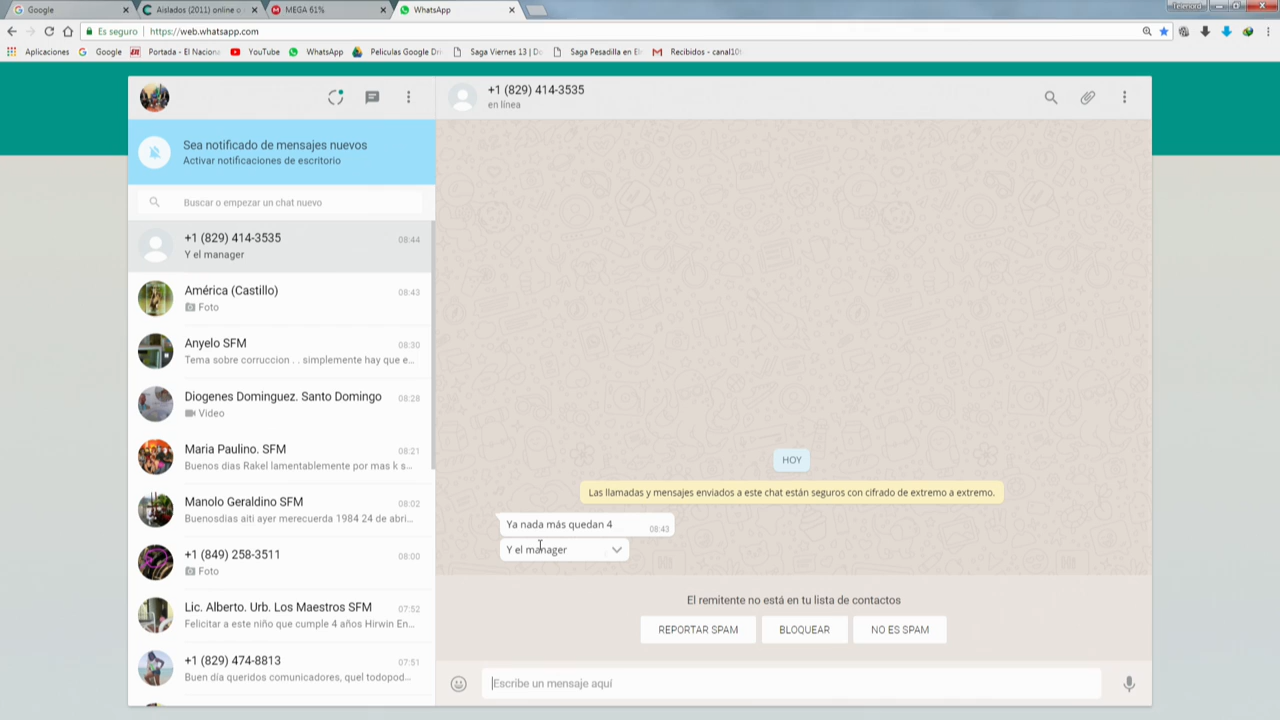 Google
Aislados (2011) online o
MEGA 61%
WhatsApp
Telenord
Es seguro
https://web.whatsapp.com
Aplicaciones
Google
Portada - El Naciona
YouTube
WhatsApp
Peliculas Google Dri
Saga Viernes 13 | Do
Saga Pesadilla en El
Recibidos - canal10
Sea notificado de mensajes nuevos
Activar notificaciones de escritorio
Buscar o empezar un chat nuevo
+1 (829) 414-3535
08:44
Y el manager
América (Castillo)
08:43
Foto
Anyelo SFM
08:30
Tema sobre corruccion . . simplemente hay que e...
Diogenes Dominguez. Santo Domingo
08:28
Video
Maria Paulino. SFM
08:21
Buenos dias Rakel lamentablemente por mas k s...
Manolo Geraldino SFM
08:02
Buenosdias aiti ayer merecuerda 1984 24 de abri...
+1 (849) 258-3511
08:00
Foto
Lic. Alberto. Urb. Los Maestros SFM
07:52
Felicitar a este niño que cumple 4 años Hirwin En...
+1 (829) 474-8813
07:51
Buen día queridos comunicadores, quel todopod...
+1 (829) 414-3535
en línea
HOY
Las llamadas y mensajes enviados a este chat están seguros con cifrado de extremo a extremo.
Ya nada más quedan 4
08:43
Y el manager
El remitente no está en tu lista de contactos
REPORTAR SPAM
BLOQUEAR
NO ES SPAM
Escribe un mensaje aquí